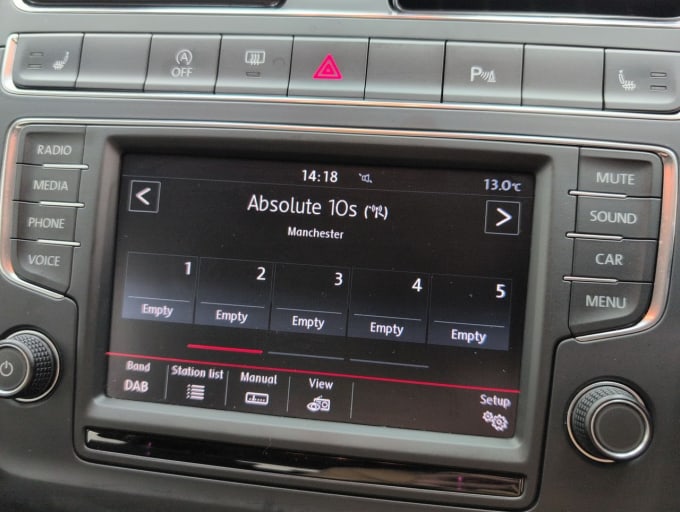 OFF
P
RADIO
MEDIA
PHONE
VOICE
14:18
13.0°C
<
Absolute 10s
>
Manchester
1 2 3 4 5
Empty Empty Empty Empty Empty
Band Station list Manual View Setup
DAB
MUTE
SOUND
CAR
MENU